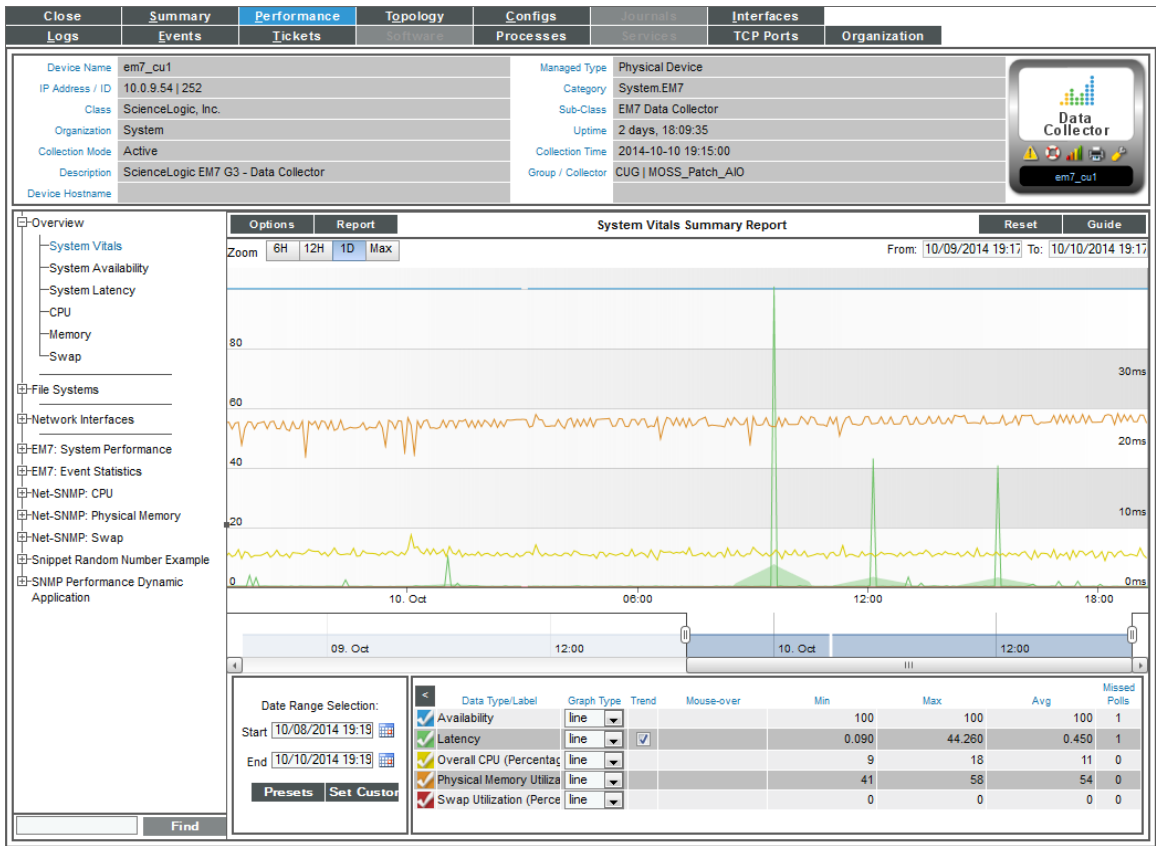 Close Summary Performance Topology Configs Journals Interfaces
Logs Events Tickets Software Processes Services TCP Ports Organization
Device Name em7_cu1 Managed Type Physical Device
IP Address / ID 10.0.9.54 | 252 Category System.EM7
Class ScienceLogic, Inc. Sub-Class EM7 Data Collector
Organization System Uptime 2 days, 18:09:35
Collection Mode Active Collection Time 2014-10-10 19:15:00
Description ScienceLogic EM7 G3 - Data Collector Group / Collector CUG | MOSS_Patch_AIO
Device Hostname
Data
Collector
em7_cu1
Overview
System Vitals
System Availability
System Latency
CPU
Memory
Swap
File Systems
Network Interfaces
EM7: System Performance
EM7: Event Statistics
Net-SNMP: CPU
Net-SNMP: Physical Memory
Net-SNMP: Swap
Snippet Random Number Example
SNMP Performance Dynamic
Application
Find
Options Report System Vitals Summary Report Reset Guide
Zoom 6H 12H 1D Max From: 10/09/2014 19:17 To: 10/10/2014 19:17
80
30ms
60
20ms
40
10ms
20
0 0ms
10. Oct 06:00 12:00 18:00
09. Oct 12:00 10. Oct 12:00
Date Range Selection:
Start 10/08/2014 19:19
End 10/10/2014 19:19
Presets Set Custor
< Data Type/Label Graph Type Trend Mouse-over Min Max Avg Missed Polls
Availability line 100 100 100 1
Latency line 0.090 44.260 0.450 1
Overall CPU (Percentag line 9 18 11 0
Physical Memory Utiliza line 41 58 54 0
Swap Utilization (Perce line 0 0 0 0